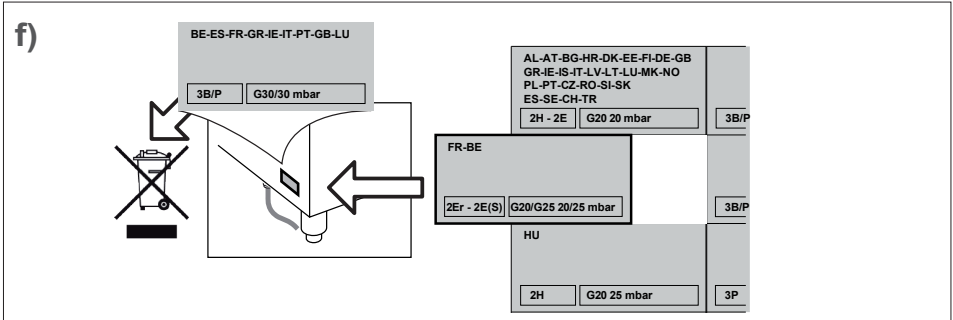 f)
BE-ES-FR-GR-IE-IT-PT-GB-LU
3B/P G30/30 mbar
AL-AT-BG-HR-DK-EE-FI-DE-GB
GR-IE-IS-IT-LV-LT-LU-MK-NO
PL-PT-CZ-RO-SI-SK
ES-SE-CH-TR
2H - 2E G20 20 mbar 3B/P
FR-BE
2Er - 2E(S) G20/G25 20/25 mbar 3B/P
HU
2H G20 25 mbar 3P